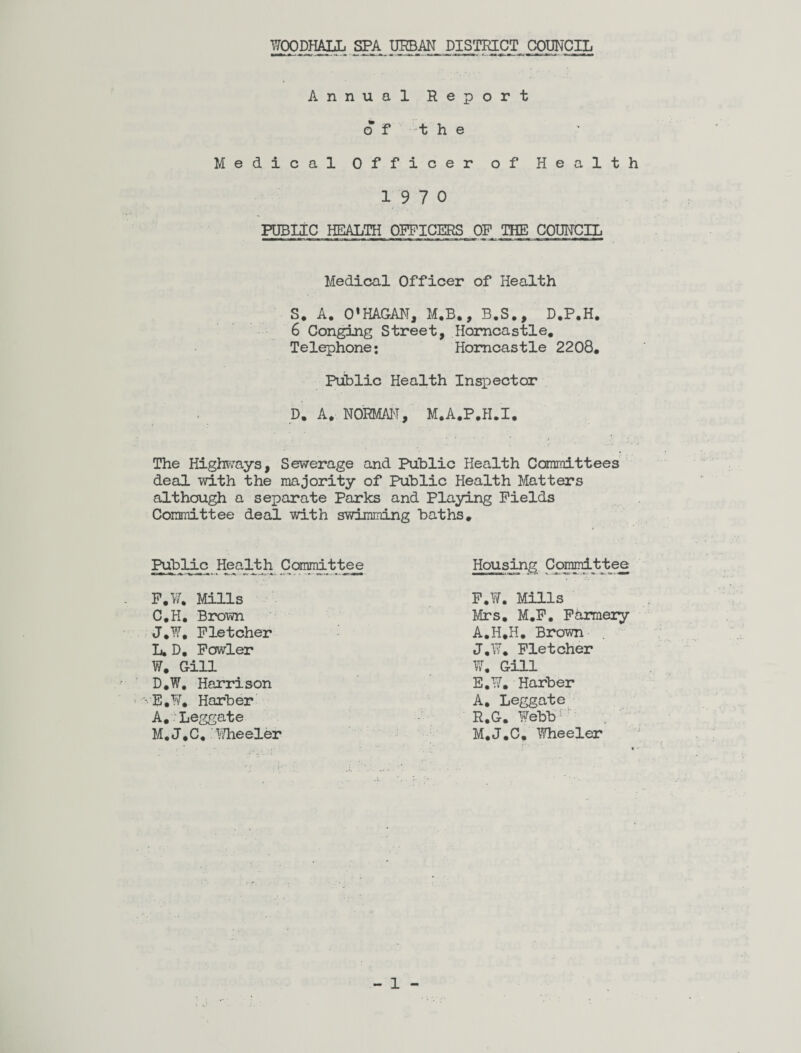 WOODHALL SPA URBAN DISTRICT COUNCIL
Annual Report
of the
Medical Officer of Health
1970
PUBLIC HEALTH OFFICERS OF THE COUNCIL
Medical Officer of Health
S. A. O'HAGAN, M.B., B.S., D.P.H.
6 Conging Street, Horncastle.
Telephone: Horncastle 2208.
Public Health Inspector
D. A. NORMAN, M.A.P.H.I.
The Highways, Sewerage and Public Health Committees
deal with the majority of Public Health Matters
although a separate Parks and Playing Fields
Committee deal with swimming baths.
Public Health Committee
F.W. Mills
C.H. Brown
J.W. Fletcher
L. D. Fowler
W. Gill
D.W. Harrison
E.W. Harber
A. Leggate
M.J.C. Wheeler
Housing Committee
F.W. Mills
Mrs. M.F. Farmery
A.H.H. Brown
J.W. Fletcher
W. Gill
E.W. Harber
A. Leggate
R.G. Webb
M.J.C. Wheeler
- 1 -